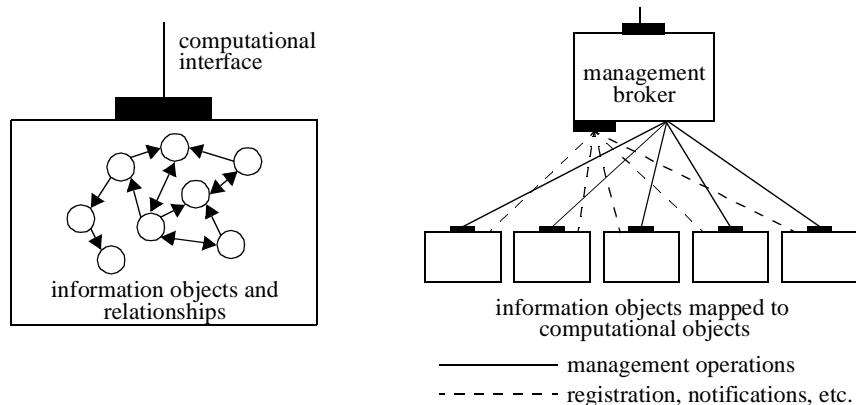 computational
interface
information objects and
relationships
management
broker
information objects mapped to
computational objects
management operations
registration, notifications, etc.